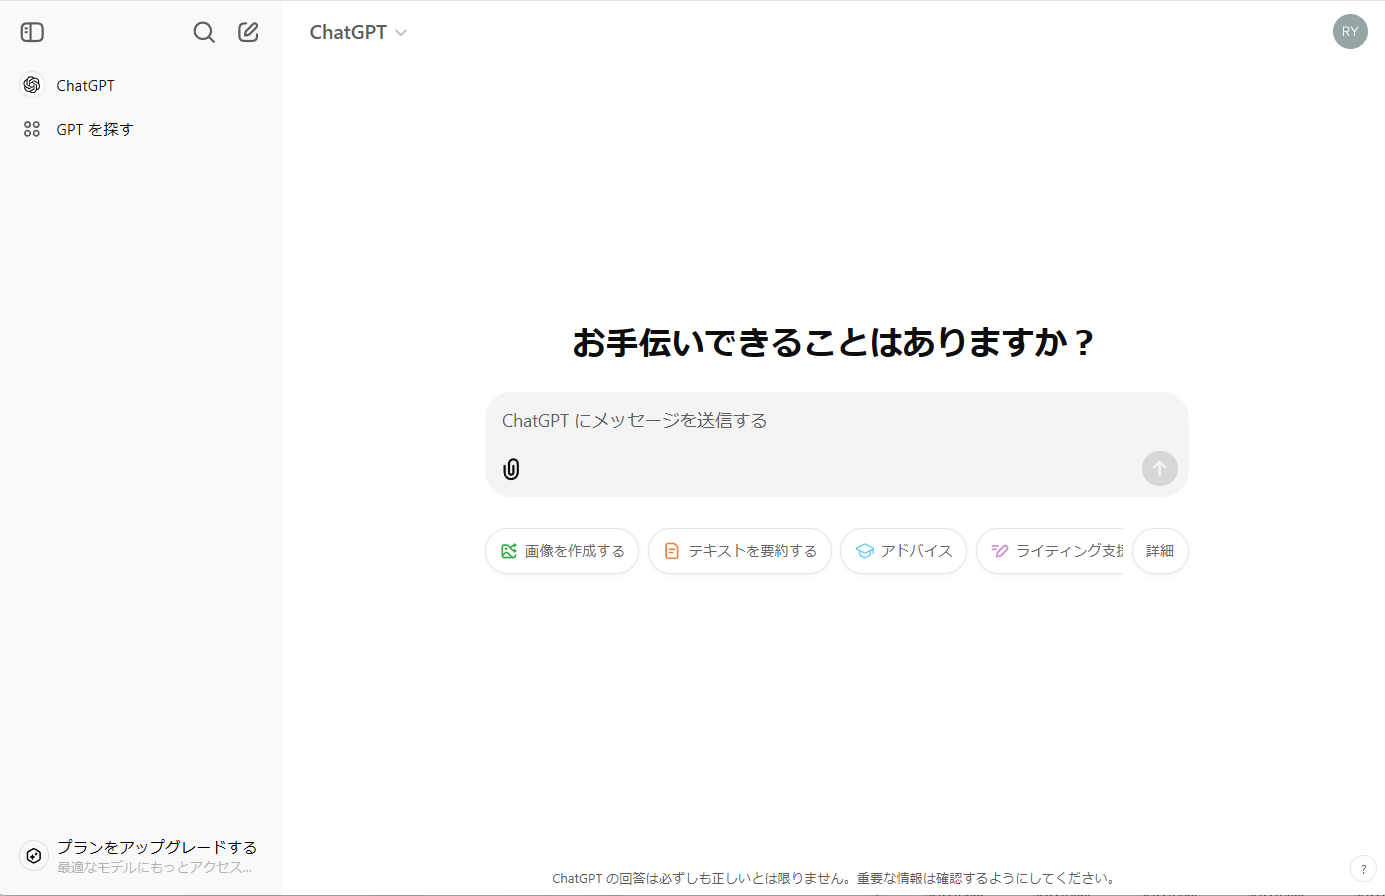 ChatGPT
RY
ChatGPT
GPT を探す
お手伝いできることはありますか？
ChatGPT にメッセージを送信する
画像を作成する
テキストを要約する
アドバイス
ライティング支援
詳細
プランをアップグレードする
最適なモデルにもっとアクセス...
ChatGPT の回答は必ずしも正しいとは限りません。重要な情報は確認するようにしてください。
?